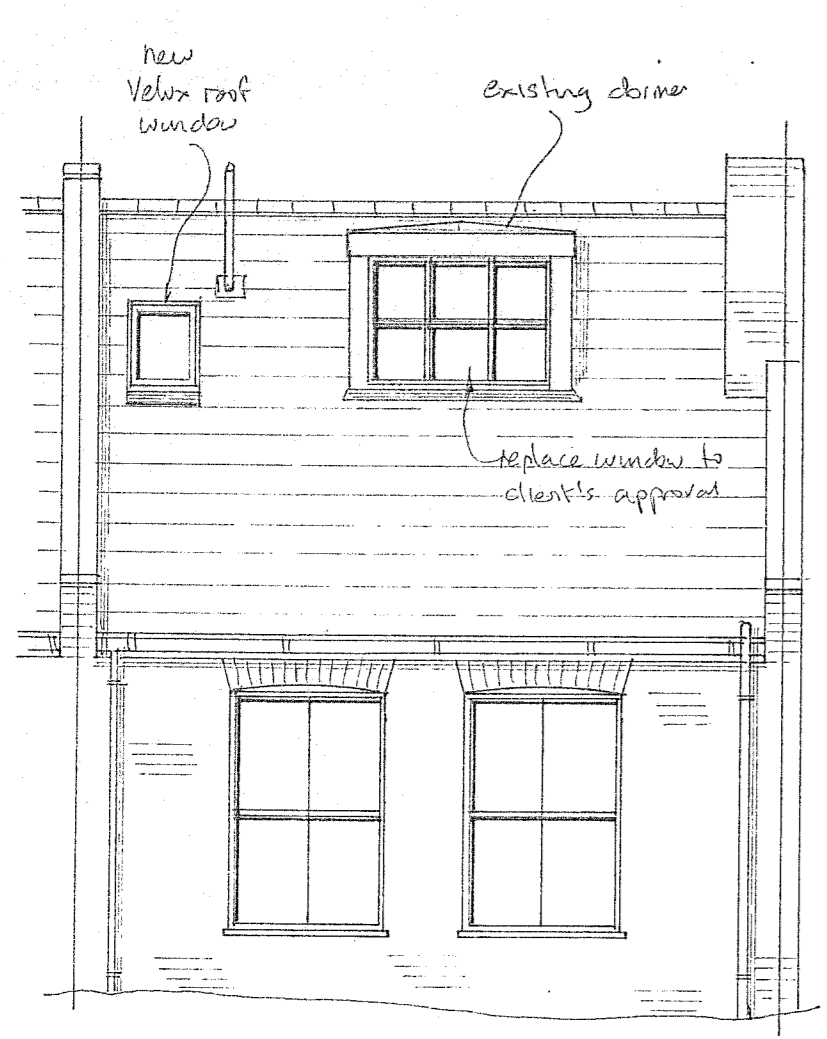 new
Velux roof
window
existing dormer
replace window to
client's approval